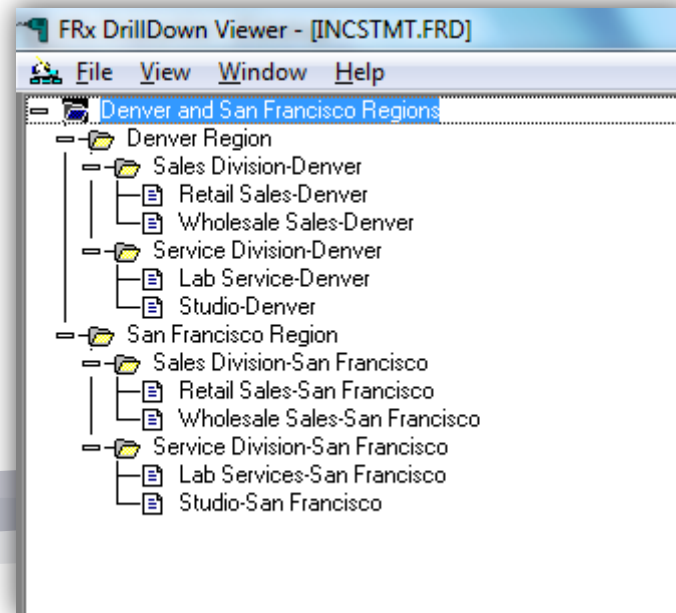 FRx DrillDown Viewer - [INCSTMT.FRD]
File View Window Help
Denver and San Francisco Regions
Denver Region
Sales Division-Denver
Retail Sales-Denver
Wholesale Sales-Denver
Service Division-Denver
Lab Service-Denver
Studio-Denver
San Francisco Region
Sales Division-San Francisco
Retail Sales-San Francisco
Wholesale Sales-San Francisco
Service Division-San Francisco
Lab Services-San Francisco
Studio-San Francisco